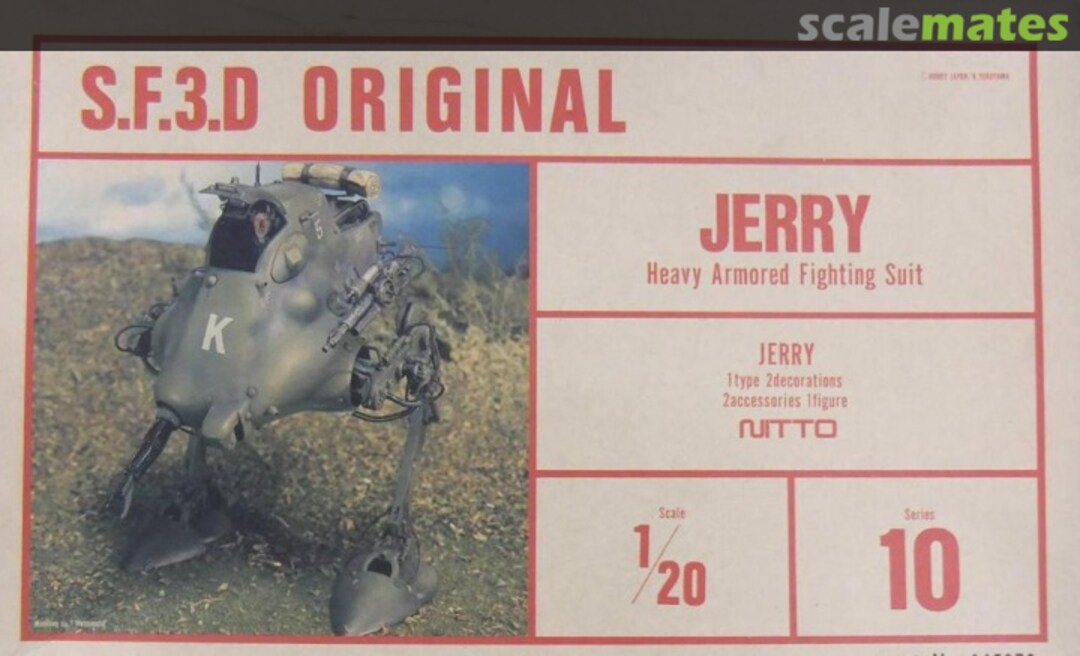 scalemates
S.F.3.D ORIGINAL
5
K
JERRY
Heavy Armored Fighting Suit
JERRY
1type 2decorations
2accessories 1figure
NITTO
Scale
1/20
Series
10